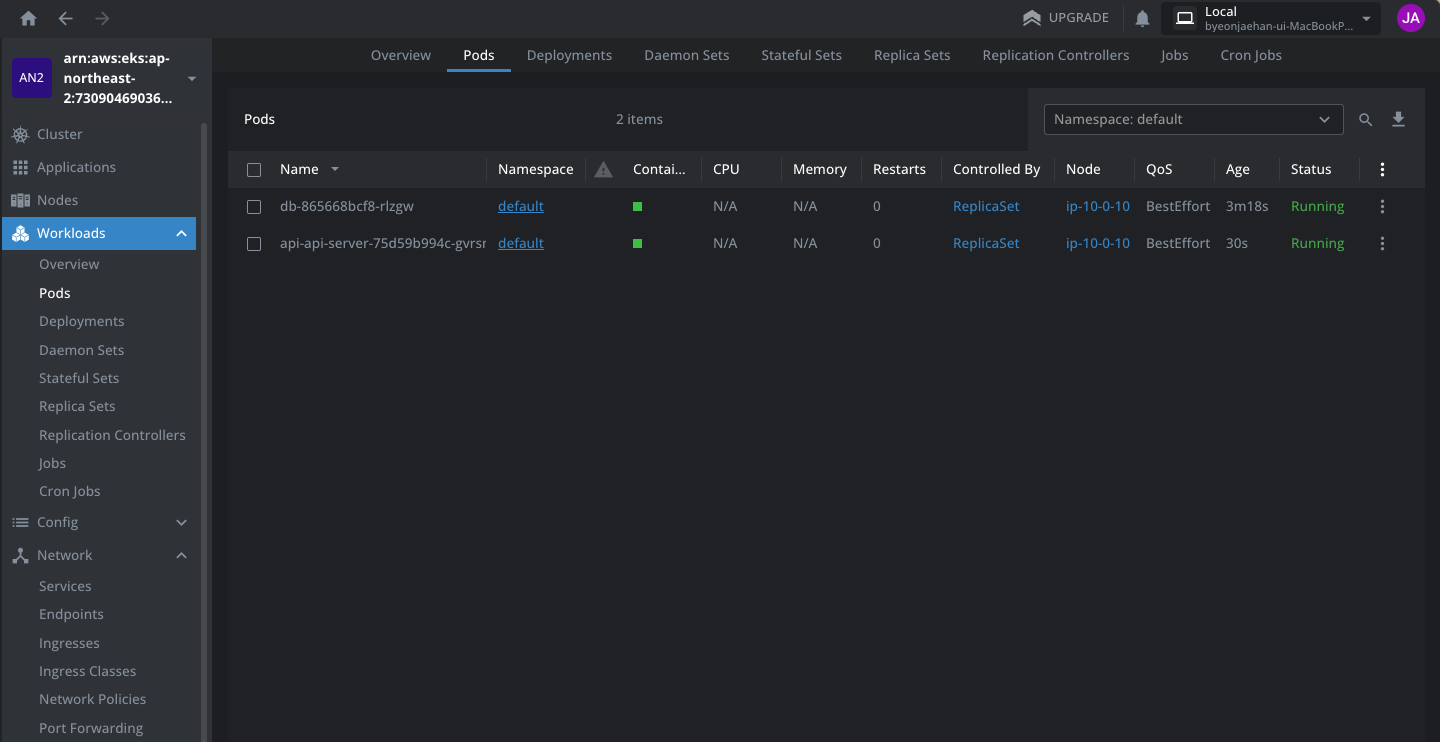 UPGRADE
Local
byeonjaehan-ui-MacBookP...
JA
AN2
arn:aws:eks:ap-
northeast-
2:73090469036...
Cluster
Applications
Nodes
Workloads
Overview
Pods
Deployments
Daemon Sets
Stateful Sets
Replica Sets
Replication Controllers
Jobs
Cron Jobs
Config
Network
Services
Endpoints
Ingresses
Ingress Classes
Network Policies
Port Forwarding
Overview Pods Deployments Daemon Sets Stateful Sets Replica Sets Replication Controllers Jobs Cron Jobs
Pods 2 items Namespace: default
Name Namespace Contai... CPU Memory Restarts Controlled By Node QoS Age Status
db-865668bcf8-rlzgw default N/A N/A 0 ReplicaSet ip-10-0-10 BestEffort 3m18s Running
api-api-server-75d59b994c-gvrsr default N/A N/A 0 ReplicaSet ip-10-0-10 BestEffort 30s Running